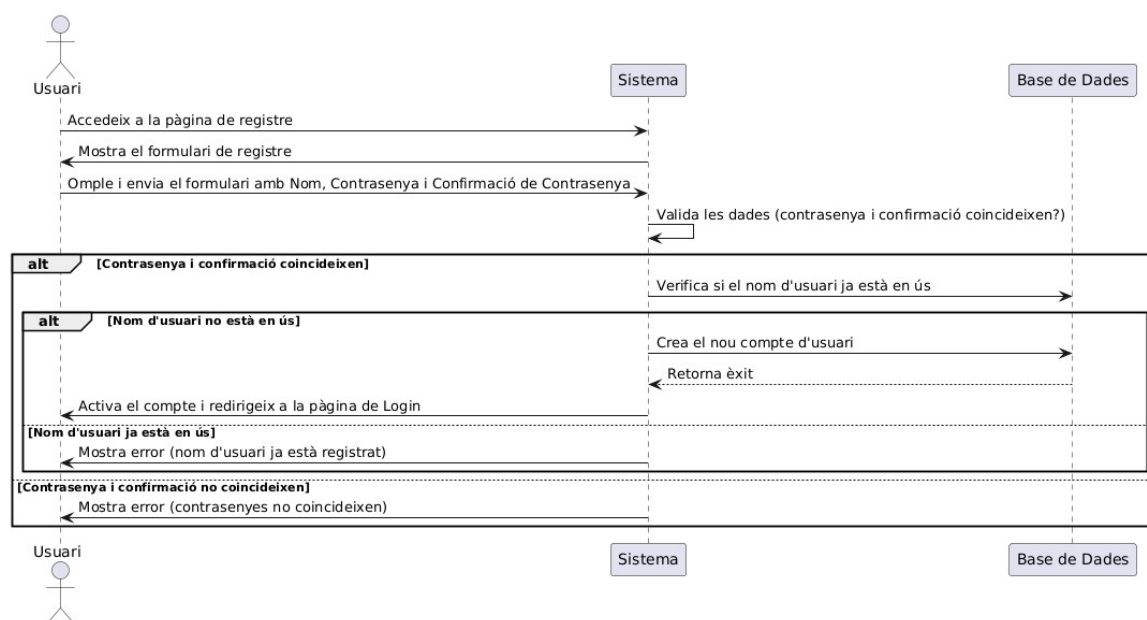 Usuari
Sistema
Base de Dades
Accedeix a la pàgina de registre
Mostra el formulari de registre
Omple i envia el formulari amb Nom, Contrasenya i Confirmació de Contrasenya
Valida les dades (contrasenya i confirmació coincideixen?)
alt [Contrasenya i confirmació coincideixen]
Verifica si el nom d'usuari ja està en ús
alt [Nom d'usuari no està en ús]
Crea el nou compte d'usuari
Retorna èxit
Activa el compte i redirigeix a la pàgina de Login
[Nom d'usuari ja està en ús]
Mostra error (nom d'usuari ja està registrat)
[Contrasenya i confirmació no coincideixen]
Mostra error (contrasenyes no coincideixen)
Usuari
Sistema
Base de Dades